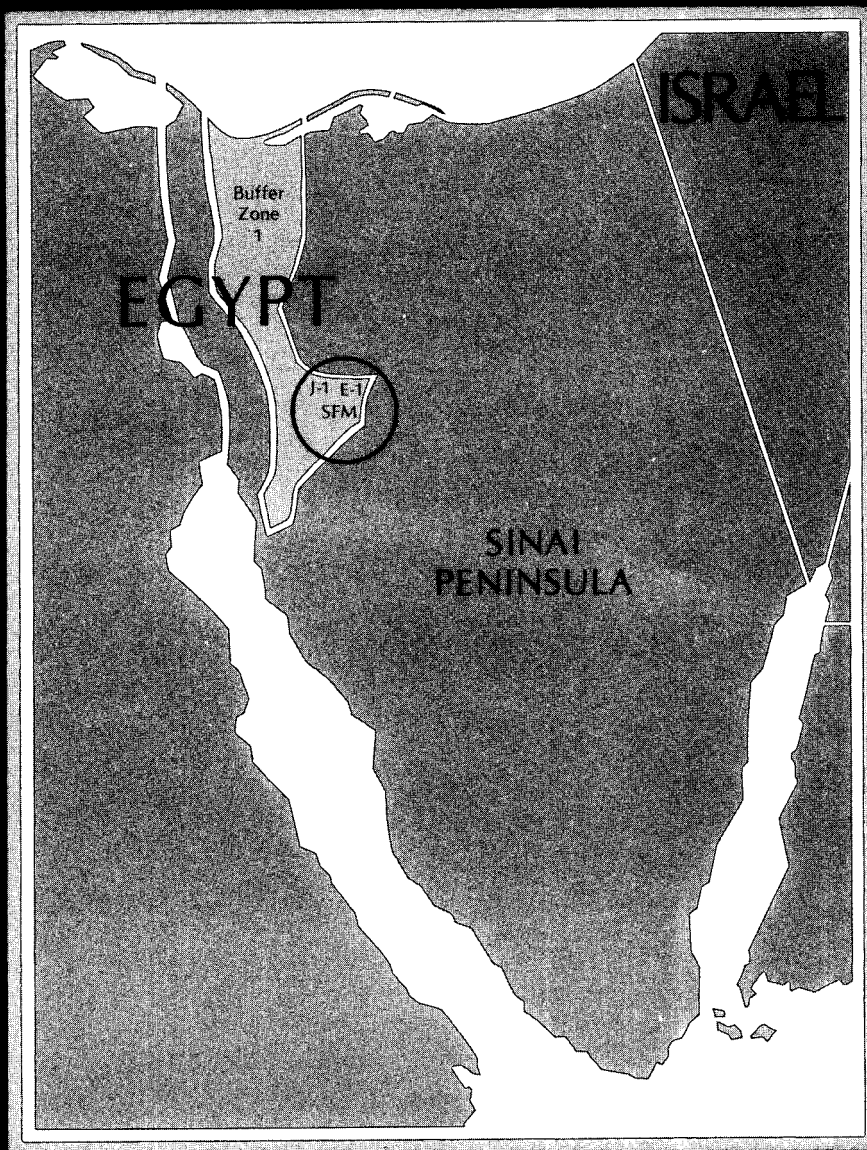 ISRAEL
Buffer
Zone
1
EGYPT
J-1 E-1
SFM
SINAI
PENINSULA